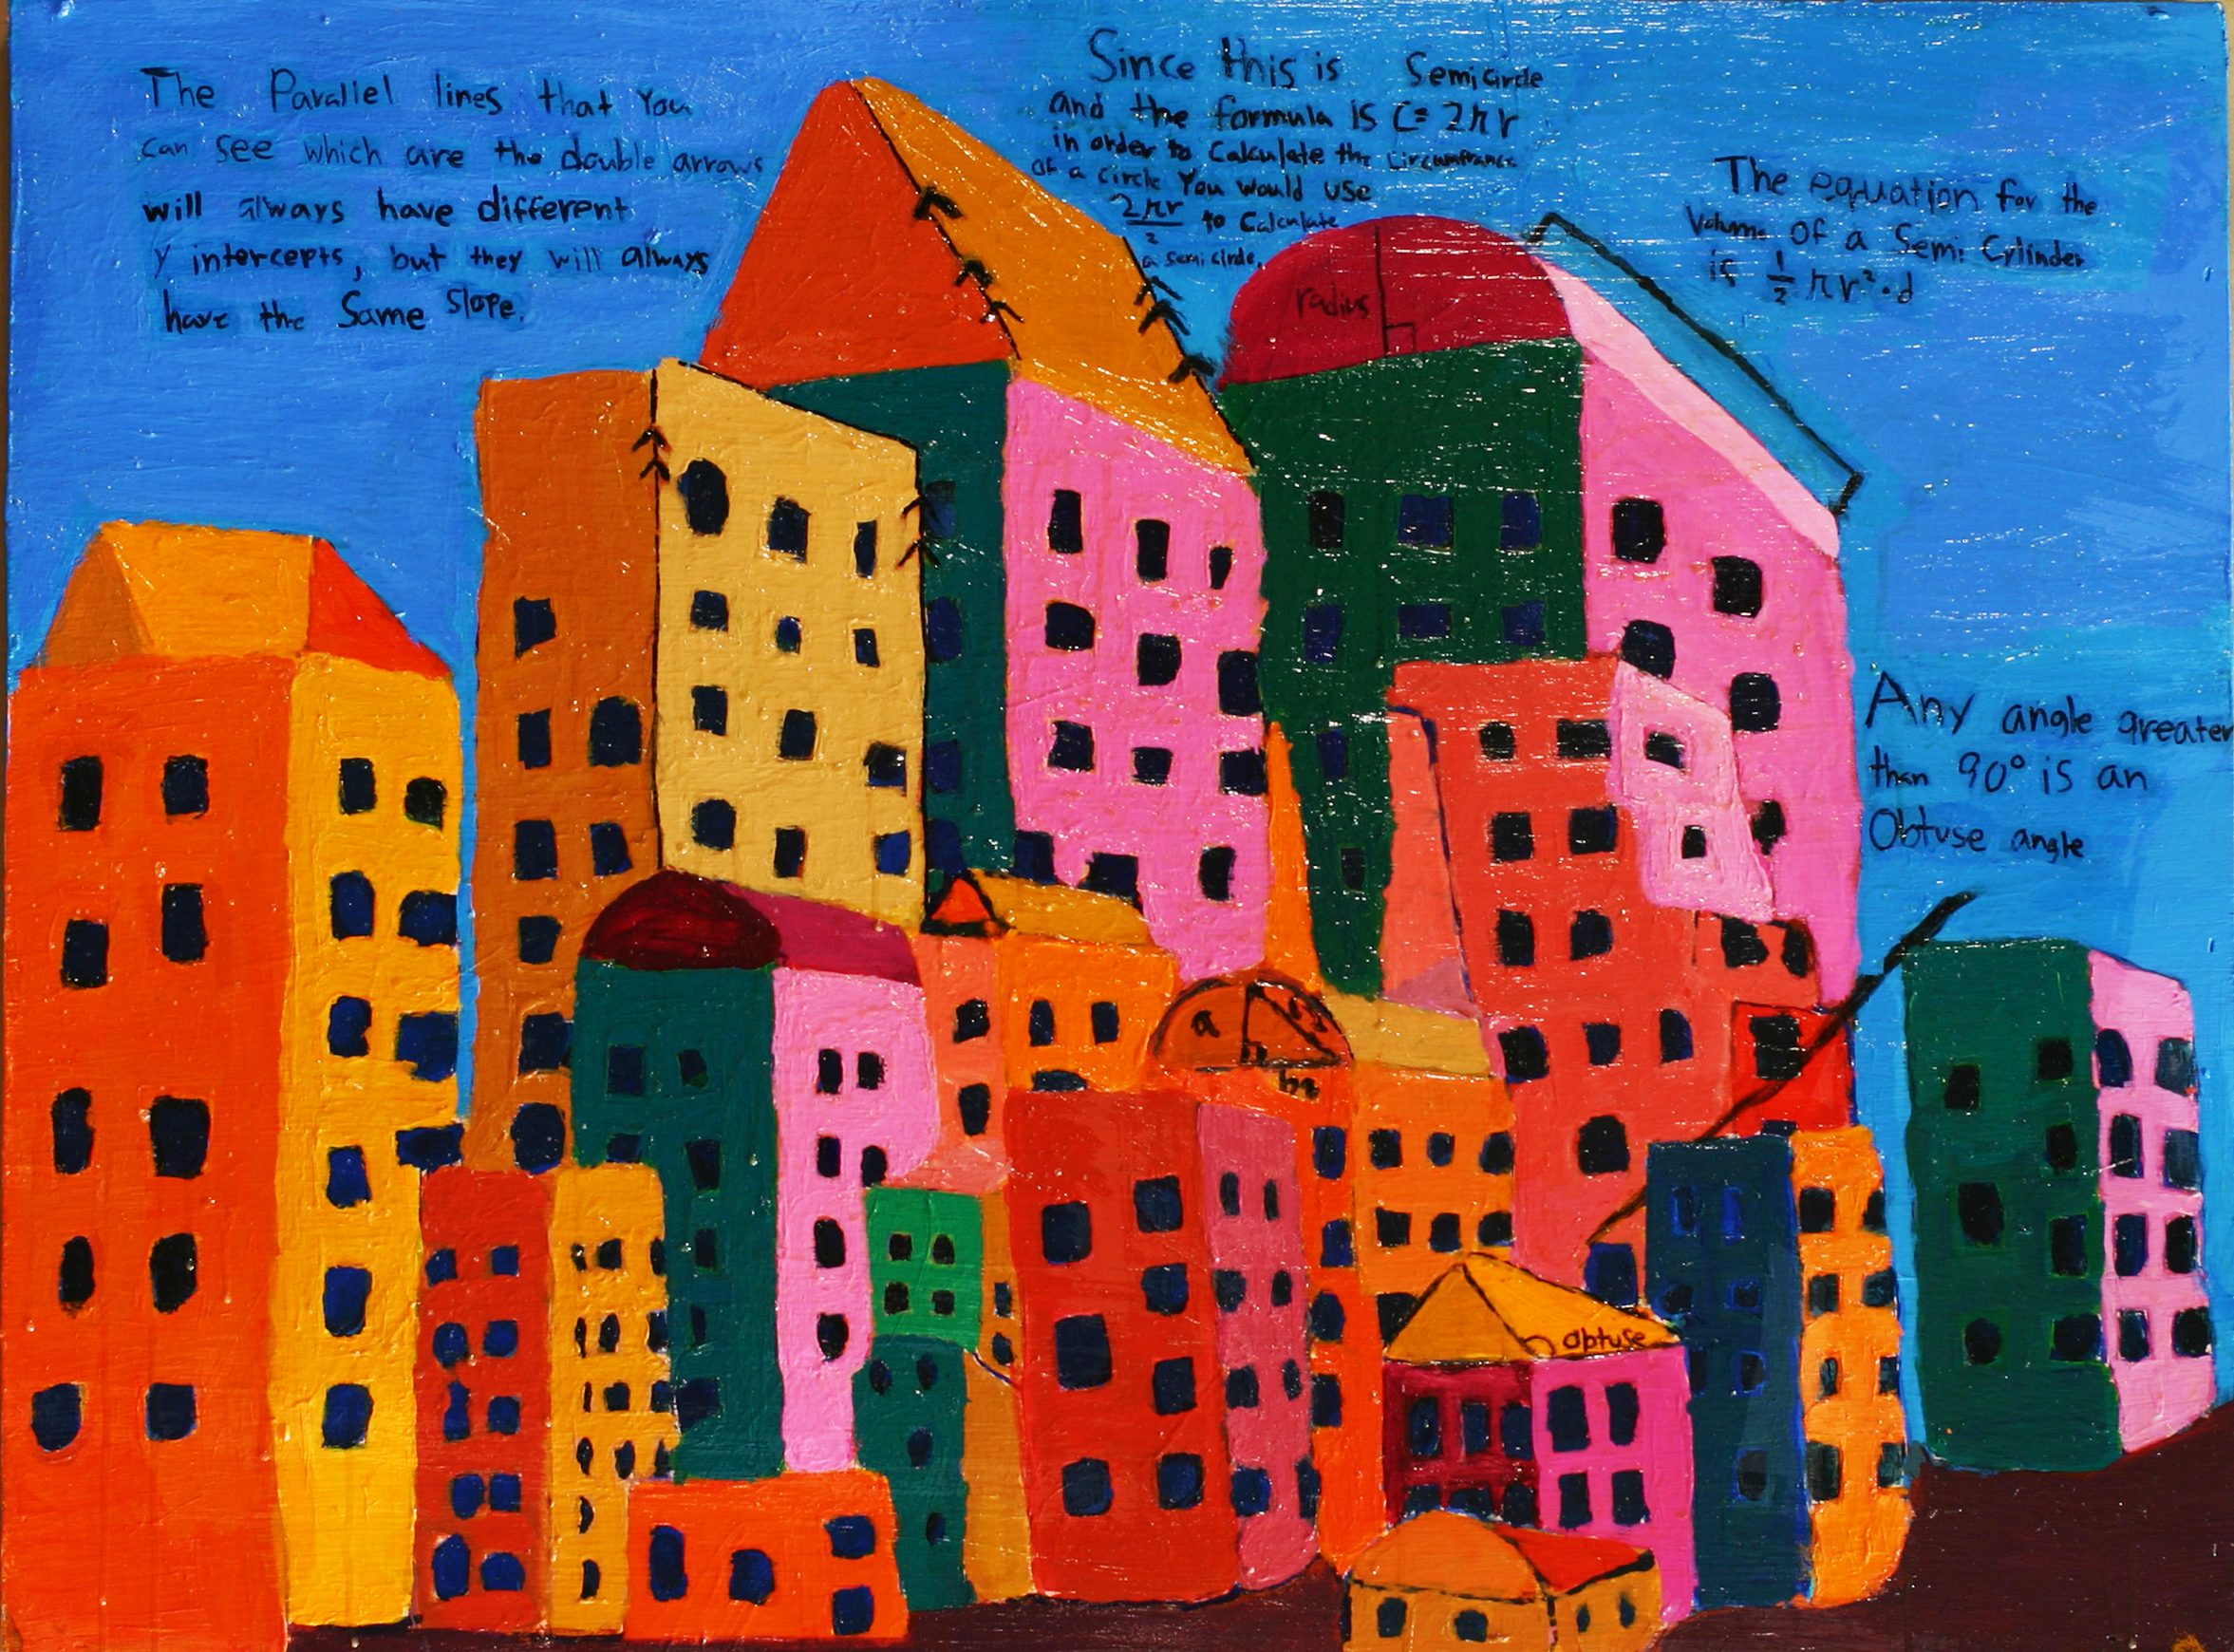 The Parallel lines that You
can see which are the double arrows
will always have different
y intercepts, but they will always
have the Same Slope.
Since this is Semicircle
and the formula is C= 2πr
in order to Calculate the Circumfrance
of a circle You would use
2πr/2 to Calculate
a semi circle.
radius
The equation for the
Volume Of a Semi Cylinder
is 1/2 πr²·d
Any angle greater
than 90° is an
Obtuse angle
a
obtuse